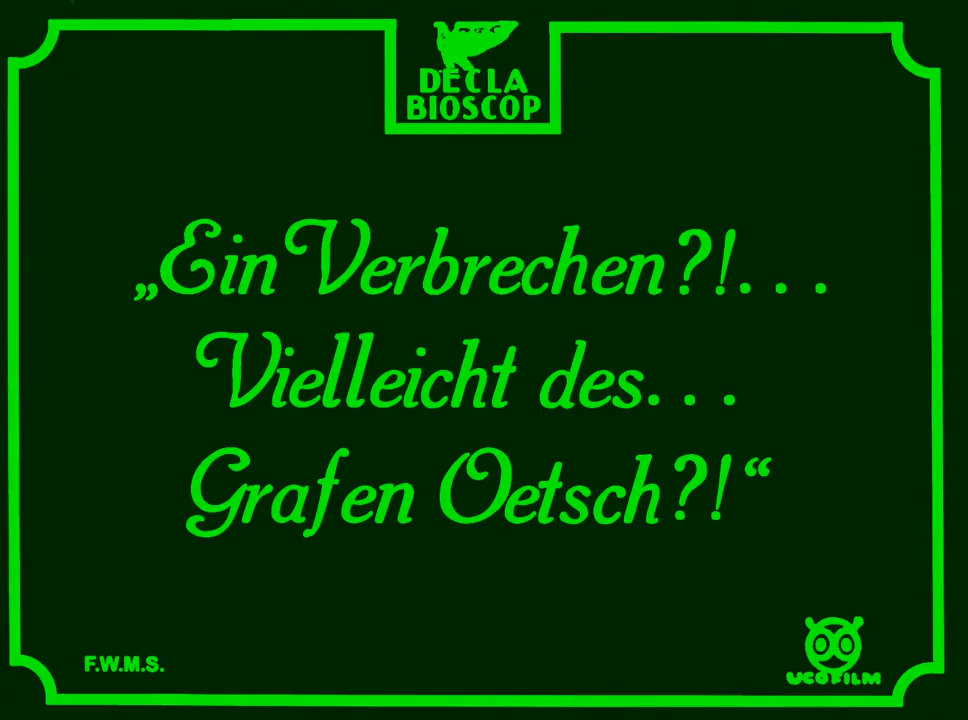 DECLA
BIOSCOP
„Ein Verbrechen?!...
Vielleicht des...
Grafen Oetsch?!“
F.W.M.S.
UCOFILM